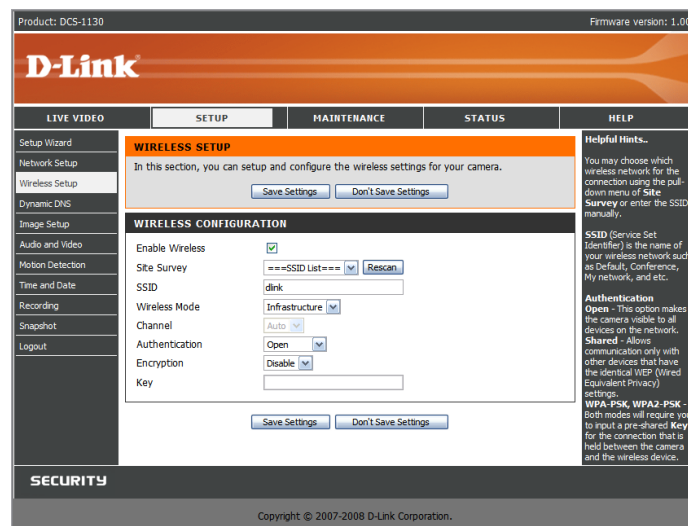 Product: DCS-1130
Firmware version: 1.00
D-Link
LIVE VIDEO
SETUP
MAINTENANCE
STATUS
HELP
Setup Wizard
Network Setup
Wireless Setup
Dynamic DNS
Image Setup
Audio and Video
Motion Detection
Time and Date
Recording
Snapshot
Logout
WIRELESS SETUP
In this section, you can setup and configure the wireless settings for your camera.
Save Settings
Don't Save Settings
WIRELESS CONFIGURATION
Enable Wireless
Site Survey
===SSID List===
Rescan
SSID
dlink
Wireless Mode
Infrastructure
Channel
Auto
Authentication
Open
Encryption
Disable
Key
Save Settings
Don't Save Settings
Helpful Hints..
You may choose which
wireless network for the
connection using the pull-
down menu of Site
Survey or enter the SSID
manually.
SSID (Service Set
Identifier) is the name of
your wireless network such
as Default, Conference,
My network, and etc.
Authentication
Open - This option makes
the camera visible to all
devices on the network.
Shared - Allows
communication only with
other devices that have
the identical WEP (Wired
Equivalent Privacy)
settings.
WPA-PSK, WPA2-PSK -
Both modes will require you
to input a pre-shared Key
for the connection that is
held between the camera
and the wireless device.
SECURITY
Copyright © 2007-2008 D-Link Corporation.